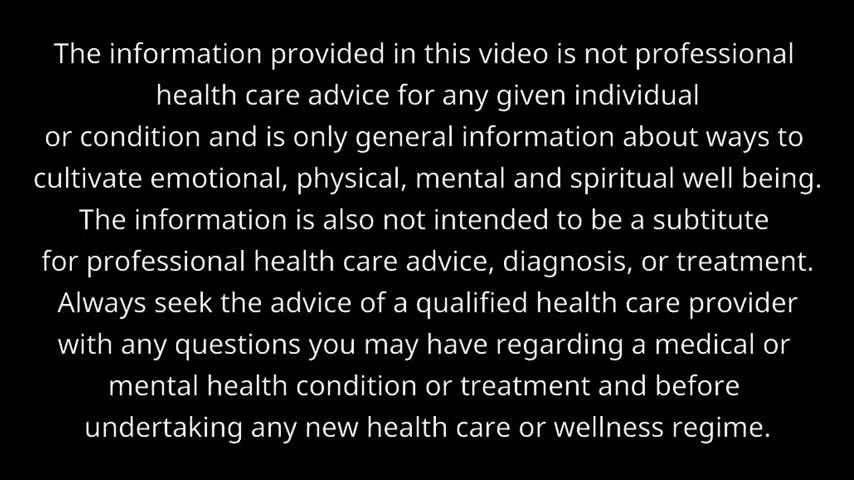 The information provided in this video is not professional
health care advice for any given individual
or condition and is only general information about ways to
cultivate emotional, physical, mental and spiritual well being.
The information is also not intended to be a subtitute
for professional health care advice, diagnosis, or treatment.
Always seek the advice of a qualified health care provider
with any questions you may have regarding a medical or
mental health condition or treatment and before
undertaking any new health care or wellness regime.